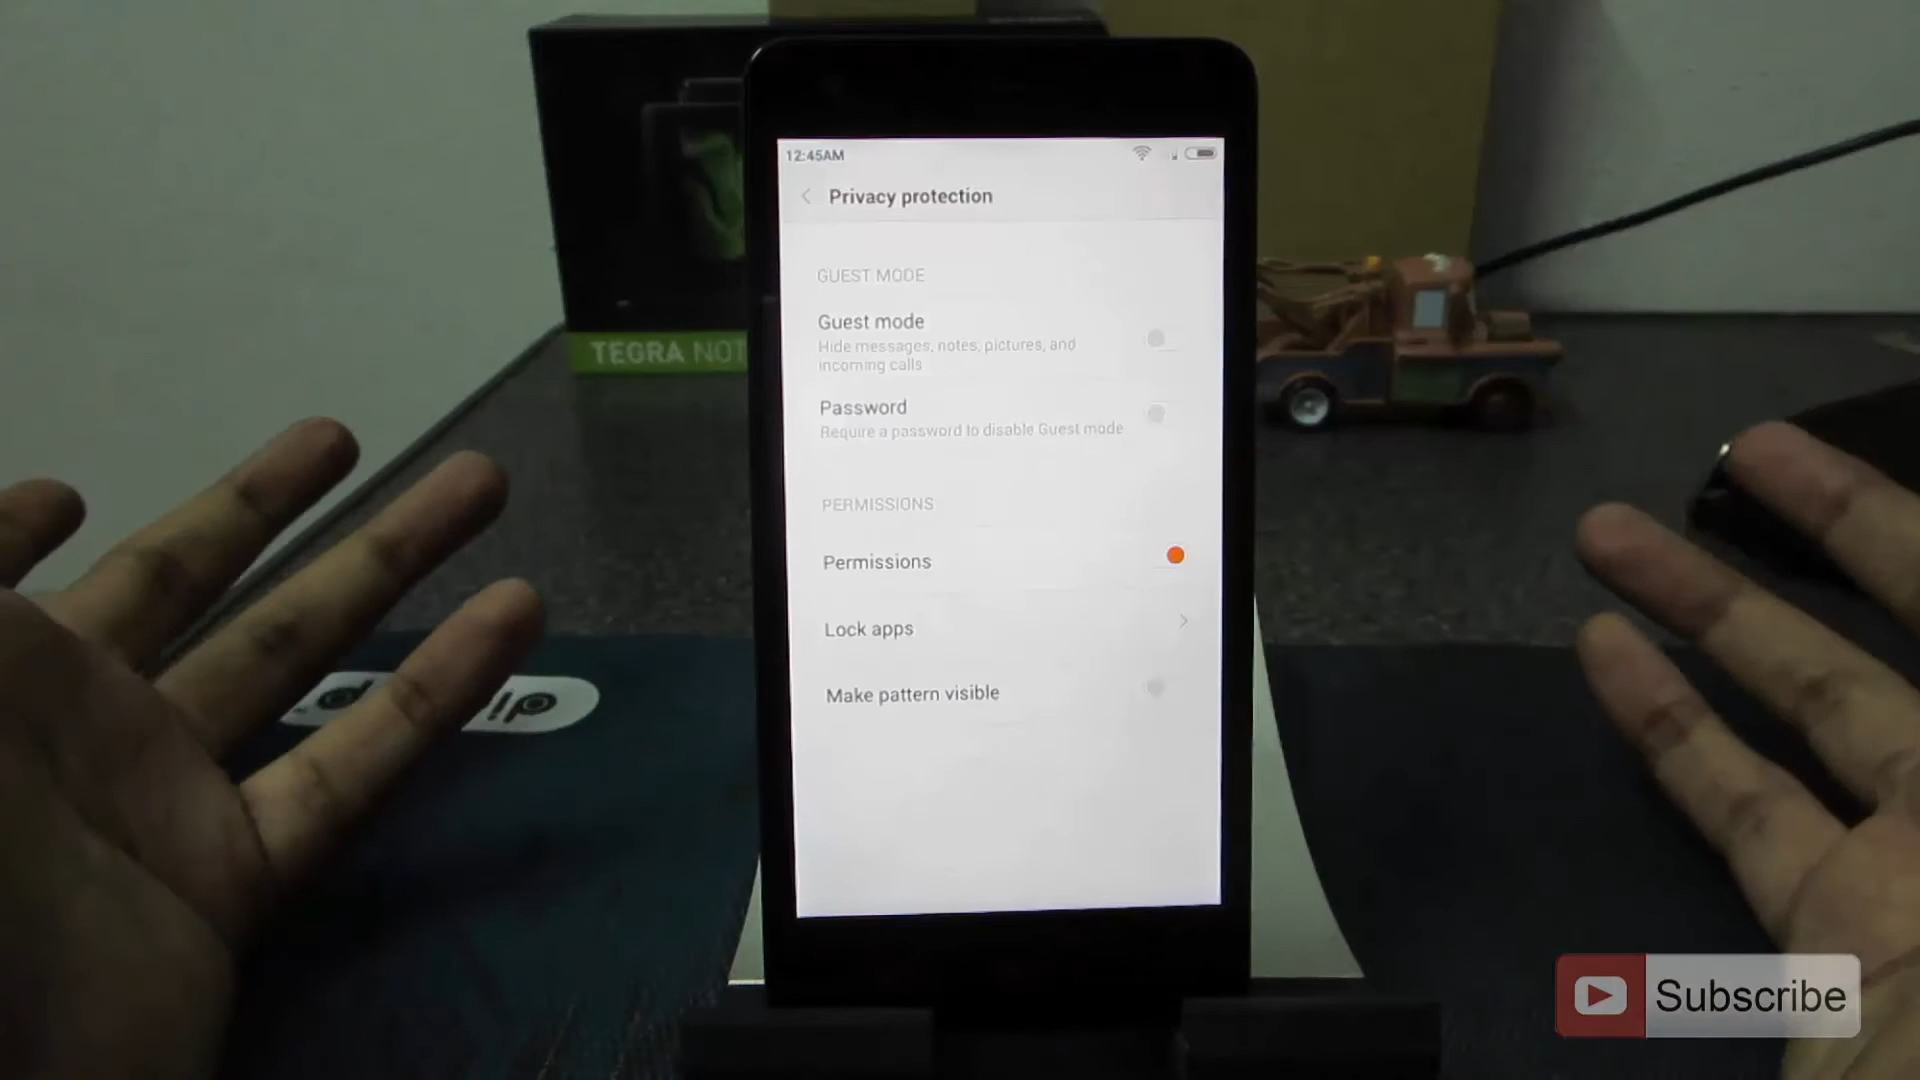 12:45AM
Privacy protection
GUEST MODE
Guest mode
Hide messages, notes, pictures, and
incoming calls
Password
Require a password to disable Guest mode
PERMISSIONS
Permissions
Lock apps
Make pattern visible
TEGRA NOT
Subscribe